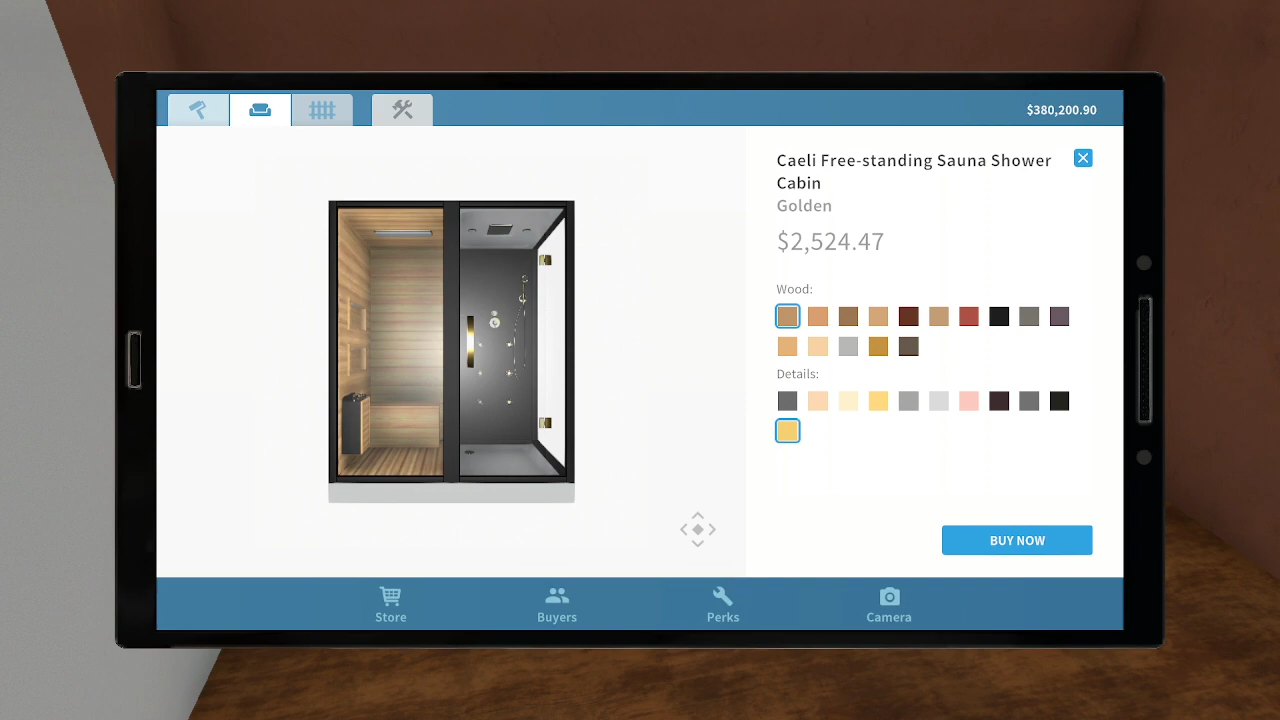 $380,200.90
Caeli Free-standing Sauna Shower
Cabin
Golden
$2,524.47
Wood:
Details:
BUY NOW
Store
Buyers
Perks
Camera